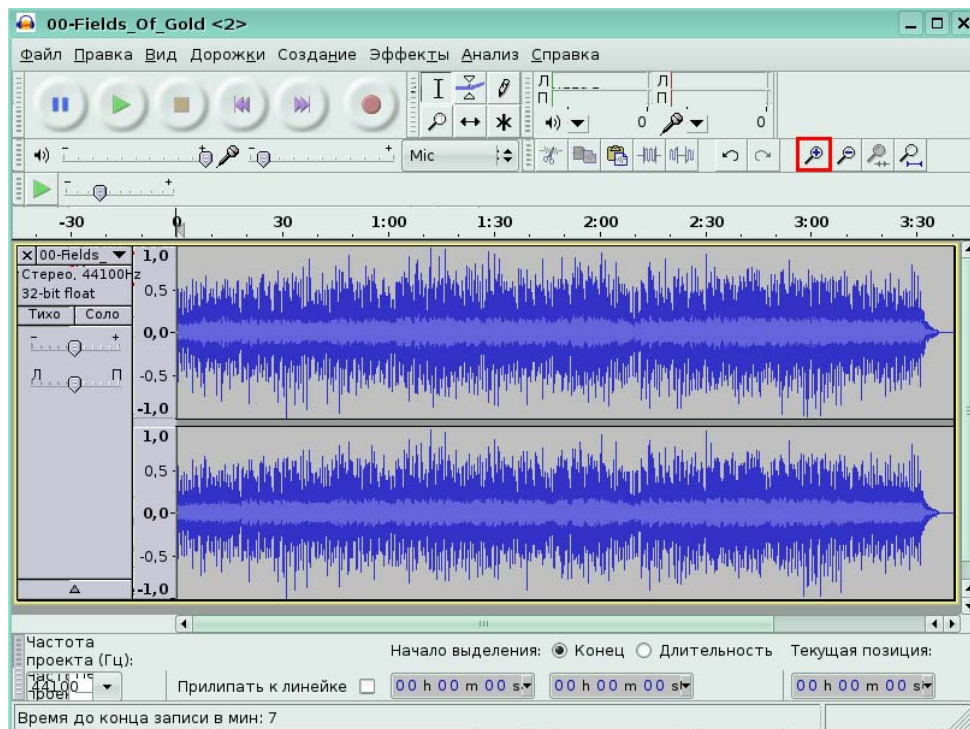 00-Fields_Of_Gold <2>
Файл Правка Вид Дорожки Создание Эффекты Анализ Справка
Л
П
Л
П
0
0
Mic
-30 0 30 1:00 1:30 2:00 2:30 3:00 3:30
00-Fields_
Стерео, 44100Hz
32-bit float
Тихо Соло
- +
Л П
1,0
0,5
0,0
-0,5
-1,0
1,0
0,5
0,0
-0,5
-1,0
Частота
проекта (Гц):
44100
Начало выделения: Конец Длительность Текущая позиция:
Прилипать к линейке 00 h 00 m 00 s 00 h 00 m 00 s 00 h 00 m 00 s
Время до конца записи в мин: 7